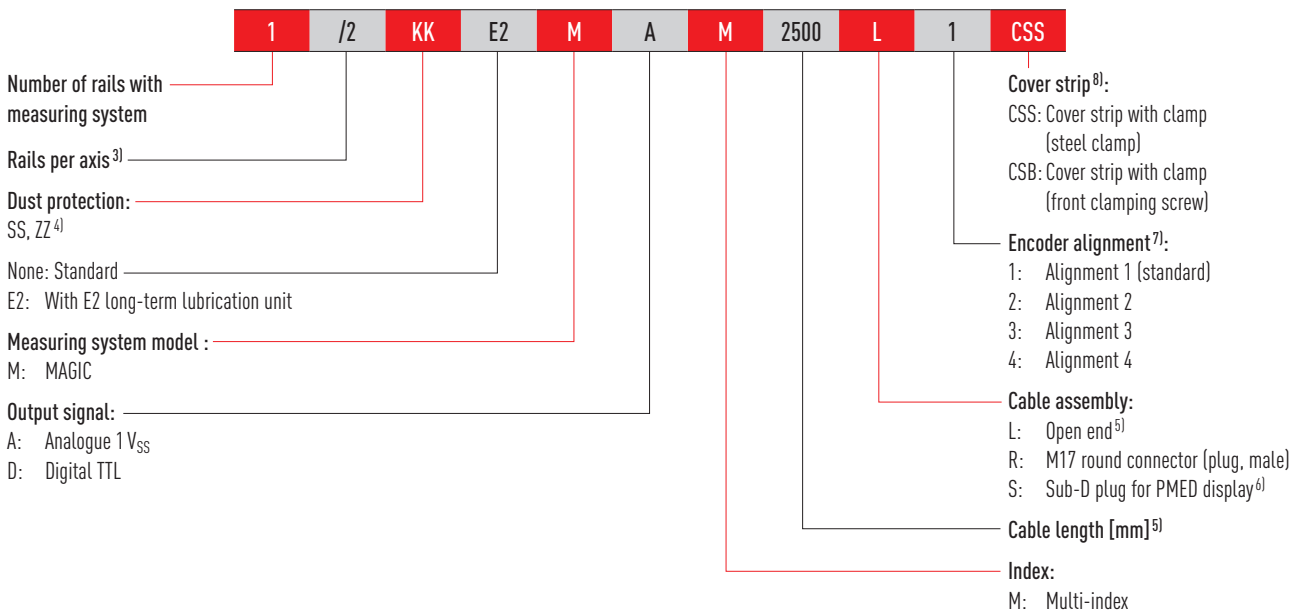 1 /2 KK E2 M A M 2500 L 1 CSS
Number of rails with
measuring system
Rails per axis 3)
Dust protection:
SS, ZZ 4)
None: Standard
E2: With E2 long-term lubrication unit
Measuring system model :
M: MAGIC
Output signal:
A: Analogue 1 VSS
D: Digital TTL
Cover strip 8):
CSS: Cover strip with clamp
(steel clamp)
CSB: Cover strip with clamp
(front clamping screw)
Encoder alignment 7):
1: Alignment 1 (standard)
2: Alignment 2
3: Alignment 3
4: Alignment 4
Cable assembly:
L: Open end 5)
R: M17 round connector (plug, male)
S: Sub-D plug for PMED display 6)
Cable length [mm] 5)
Index:
M: Multi-index